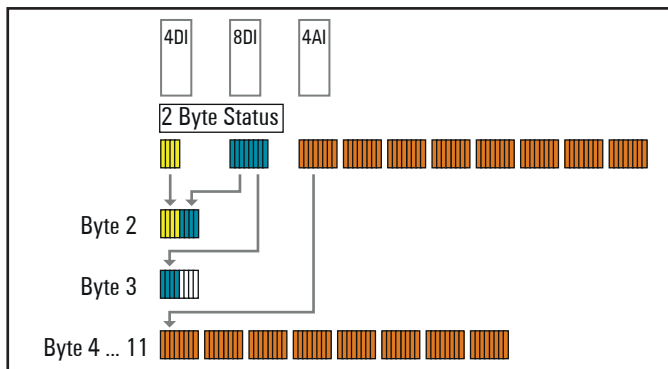 4DI 8DI 4AI
2 Byte Status
Byte 2
Byte 3
Byte 4 ... 11